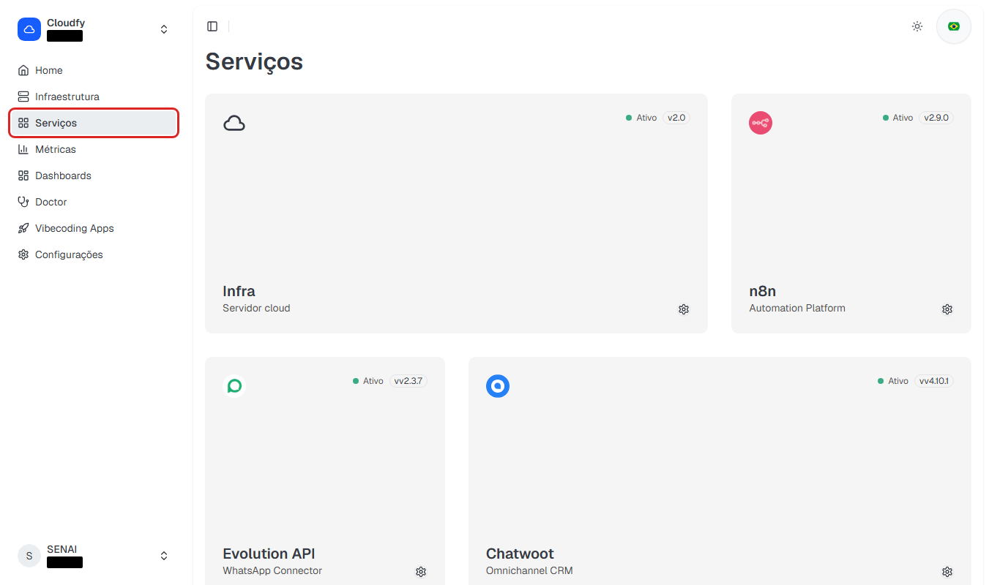 Cloudfy
Home
Infraestrutura
Serviços
Métricas
Dashboards
Doctor
Vibecoding Apps
Configurações
S
SENAI
Serviços
Ativo
v2.0
Infra
Servidor cloud
Ativo
v2.9.0
n8n
Automation Platform
Ativo
vv2.3.7
Evolution API
WhatsApp Connector
Ativo
vv4.10.1
Chatwoot
Omnichannel CRM